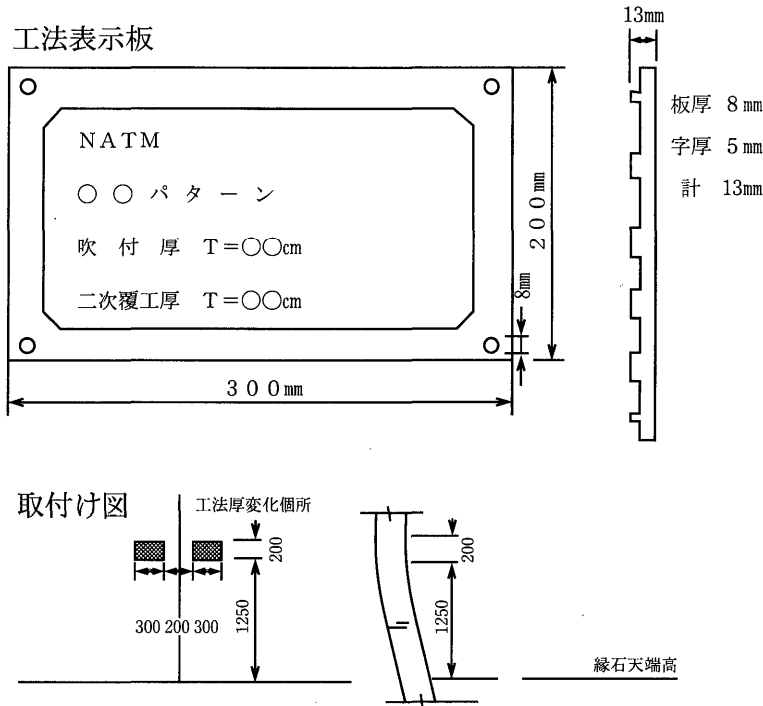 工法表示板
13mm
板厚 8mm
字厚 5mm
計 13mm
NATM
○○パターン
吹付厚 T=○○cm
二次覆工厚 T=○○cm
200mm
8mm
300mm
取付け図
工法厚変化個所
200
300 200 300
1250
200
1250
縁石天端高